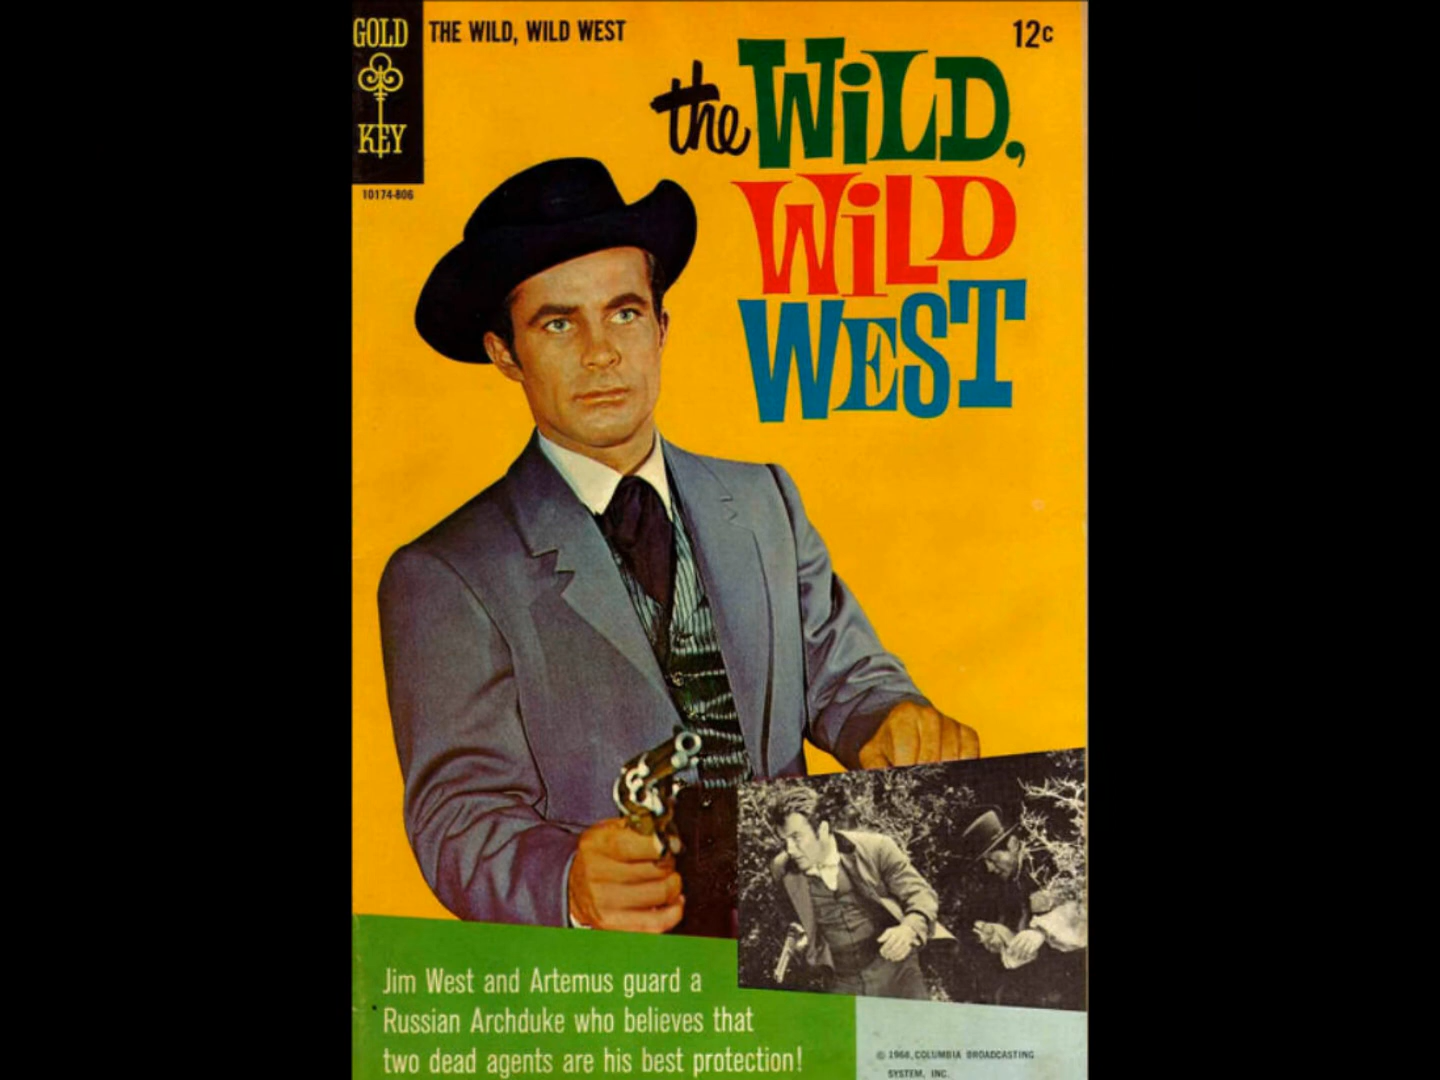 GOLD
KEY
THE WILD, WILD WEST
12c
10174-806
the WiLD,
WiLD
WEST
Jim West and Artemus guard a
Russian Archduke who believes that
two dead agents are his best protection!
© 1968, COLUMBIA BROADCASTING
SYSTEM, INC.